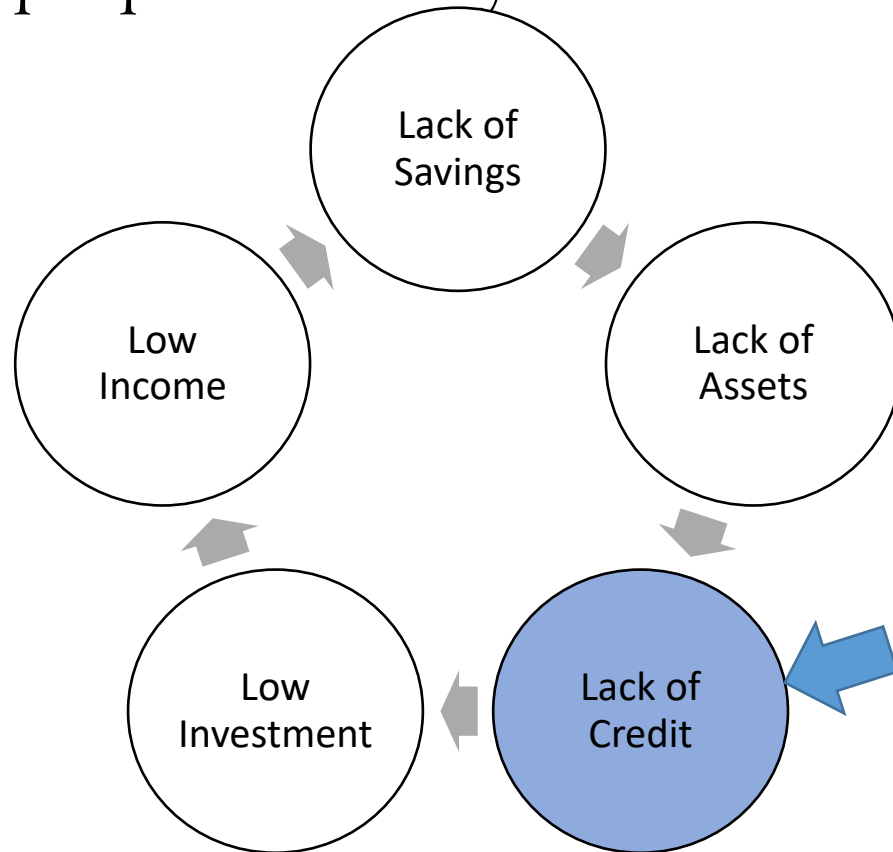 Lack of
Savings
Low
Income
Lack of
Assets
Low
Investment
Lack of
Credit